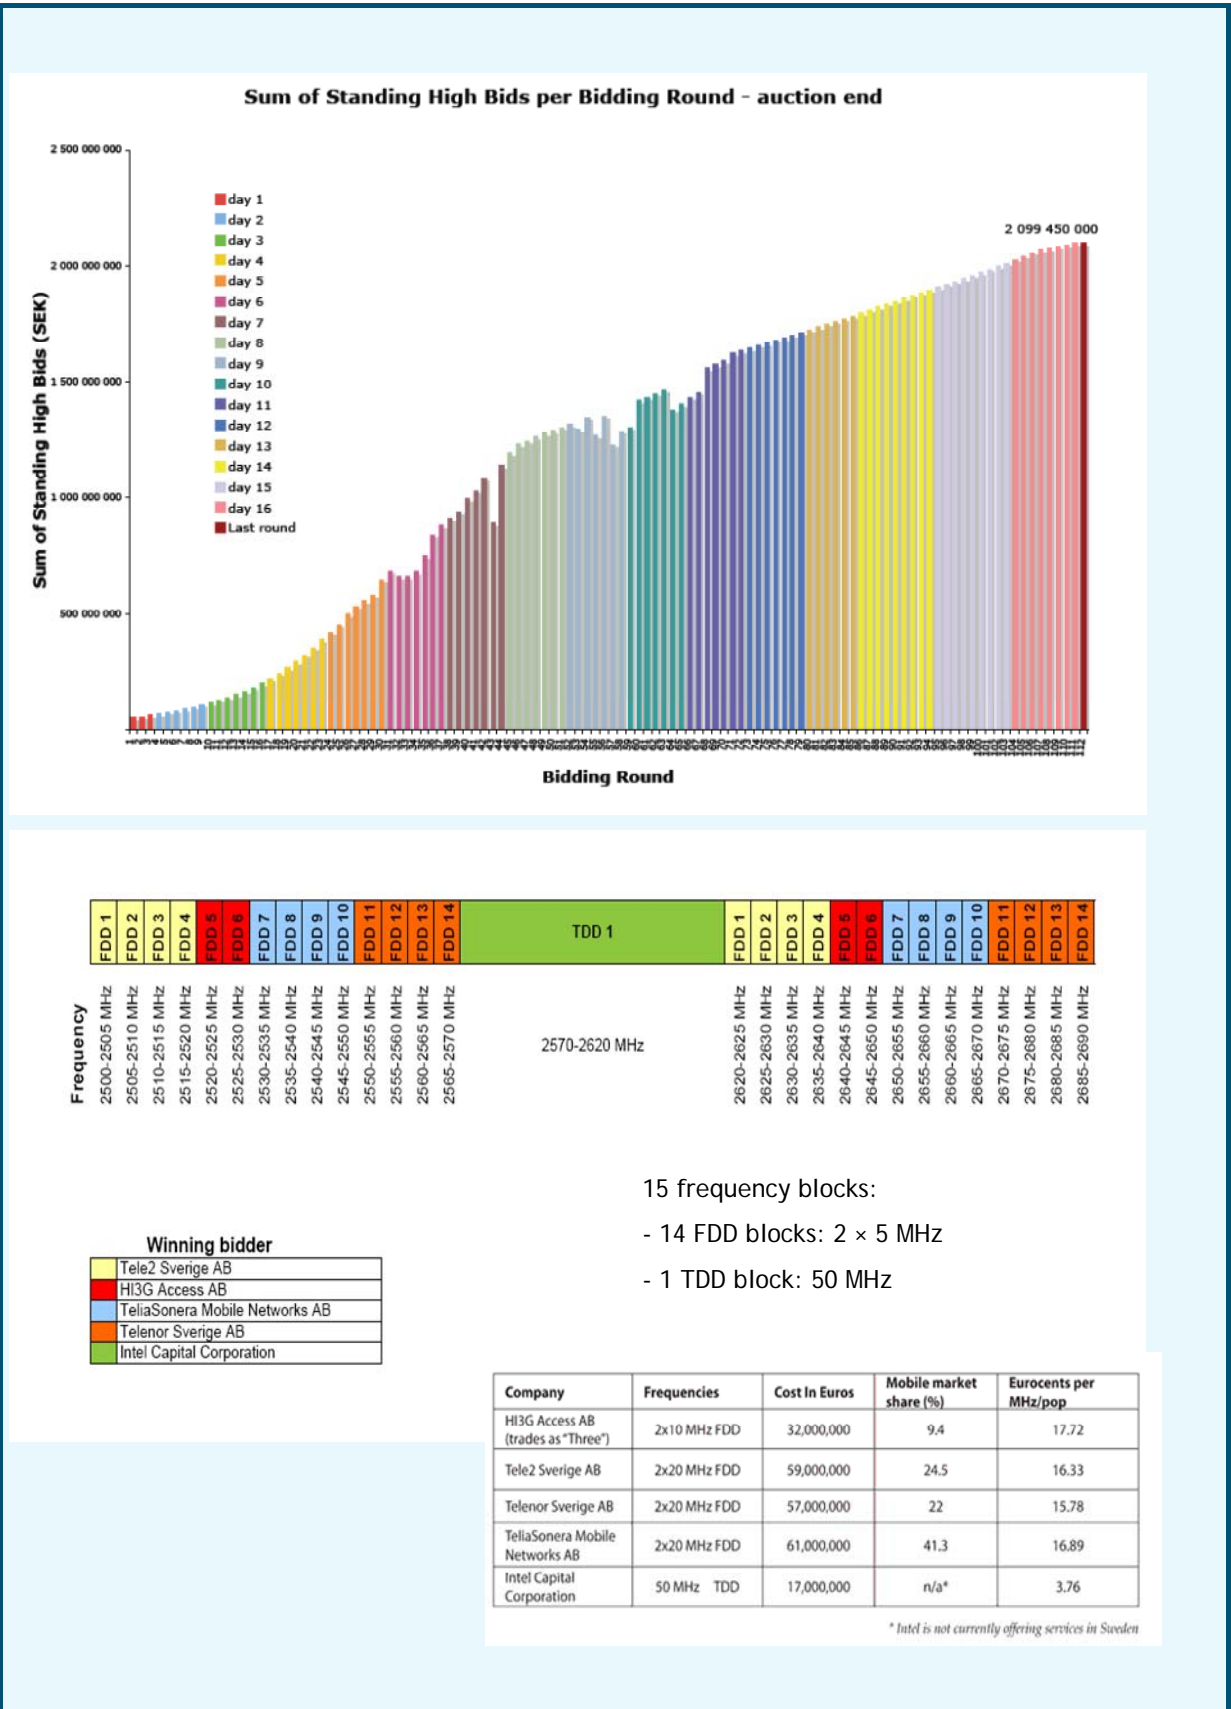 Sum of Standing High Bids per Bidding Round - auction end
Sum of Standing High Bids (SEK)
2 500 000 000
2 000 000 000
1 500 000 000
1 000 000 000
500 000 000
day 1
day 2
day 3
day 4
day 5
day 6
day 7
day 8
day 9
day 10
day 11
day 12
day 13
day 14
day 15
day 16
Last round
2 099 450 000
Bidding Round
FDD 1 FDD 2 FDD 3 FDD 4 FDD 5 FDD 6 FDD 7 FDD 8 FDD 9 FDD 10 FDD 11 FDD 12 FDD 13 FDD 14 TDD 1 FDD 1 FDD 2 FDD 3 FDD 4 FDD 5 FDD 6 FDD 7 FDD 8 FDD 9 FDD 10 FDD 11 FDD 12 FDD 13 FDD 14
Frequency
2500-2505 MHz
2505-2510 MHz
2510-2515 MHz
2515-2520 MHz
2520-2525 MHz
2525-2530 MHz
2530-2535 MHz
2535-2540 MHz
2540-2545 MHz
2545-2550 MHz
2550-2555 MHz
2555-2560 MHz
2560-2565 MHz
2565-2570 MHz
2570-2620 MHz
2620-2625 MHz
2625-2630 MHz
2630-2635 MHz
2635-2640 MHz
2640-2645 MHz
2645-2650 MHz
2650-2655 MHz
2655-2660 MHz
2660-2665 MHz
2665-2670 MHz
2670-2675 MHz
2675-2680 MHz
2680-2685 MHz
2685-2690 MHz
15 frequency blocks:
- 14 FDD blocks: 2 × 5 MHz
- 1 TDD block: 50 MHz
Winning bidder
Tele2 Sverige AB
HI3G Access AB
TeliaSonera Mobile Networks AB
Telenor Sverige AB
Intel Capital Corporation
Company Frequencies Cost In Euros Mobile market share (%) Eurocents per MHz/pop
HI3G Access AB (trades as "Three") 2x10 MHz FDD 32,000,000 9.4 17.72
Tele2 Sverige AB 2x20 MHz FDD 59,000,000 24.5 16.33
Telenor Sverige AB 2x20 MHz FDD 57,000,000 22 15.78
TeliaSonera Mobile Networks AB 2x20 MHz FDD 61,000,000 41.3 16.89
Intel Capital Corporation 50 MHz TDD 17,000,000 n/a* 3.76
* Intel is not currently offering services in Sweden